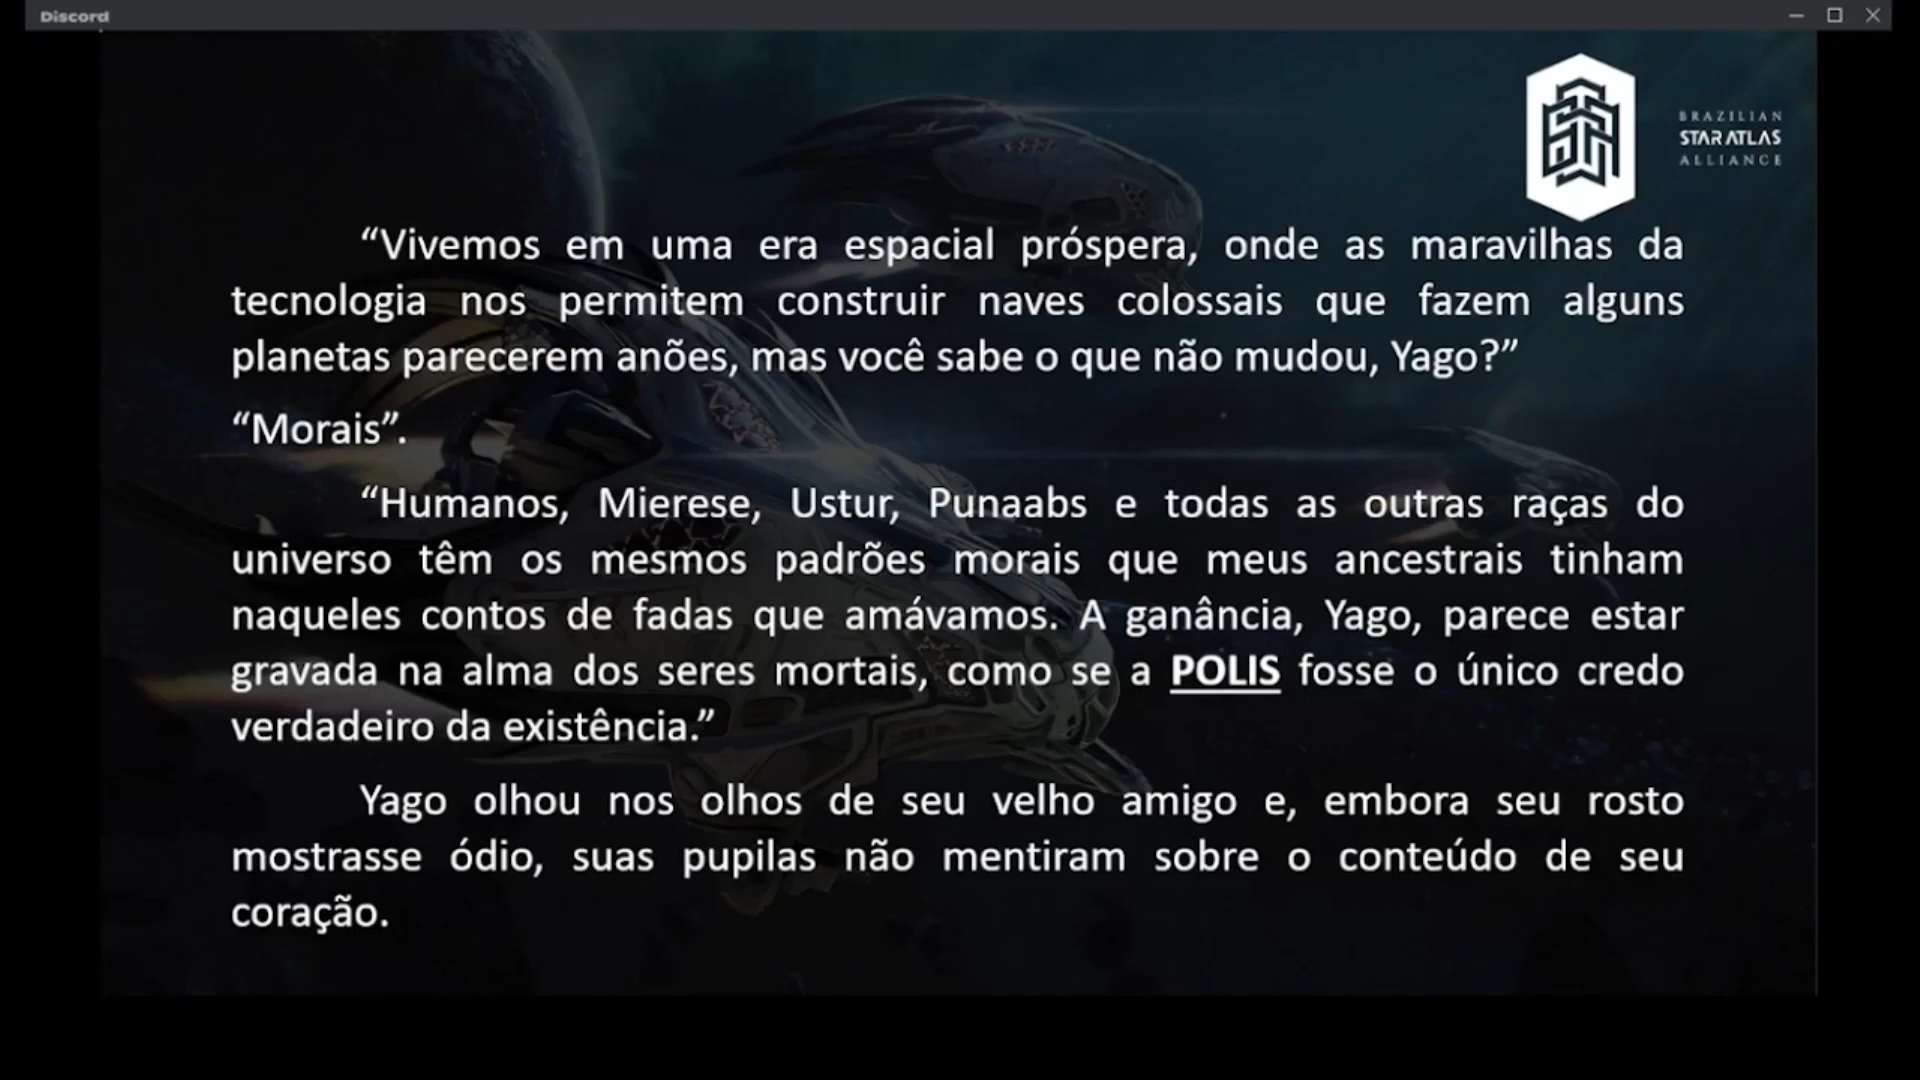 Discord
BRAZILIAN
STAR ATLAS
ALLIANCE
“Vivemos em uma era espacial próspera, onde as maravilhas da
tecnologia nos permitem construir naves colossais que fazem alguns
planetas parecerem anões, mas você sabe o que não mudou, Yago?”
“Morais”.
“Humanos, Mierese, Ustur, Punaabs e todas as outras raças do
universo têm os mesmos padrões morais que meus ancestrais tinham
naqueles contos de fadas que amávamos. A ganância, Yago, parece estar
gravada na alma dos seres mortais, como se a POLIS fosse o único credo
verdadeiro da existência.”
Yago olhou nos olhos de seu velho amigo e, embora seu rosto
mostrasse ódio, suas pupilas não mentiram sobre o conteúdo de seu
coração.